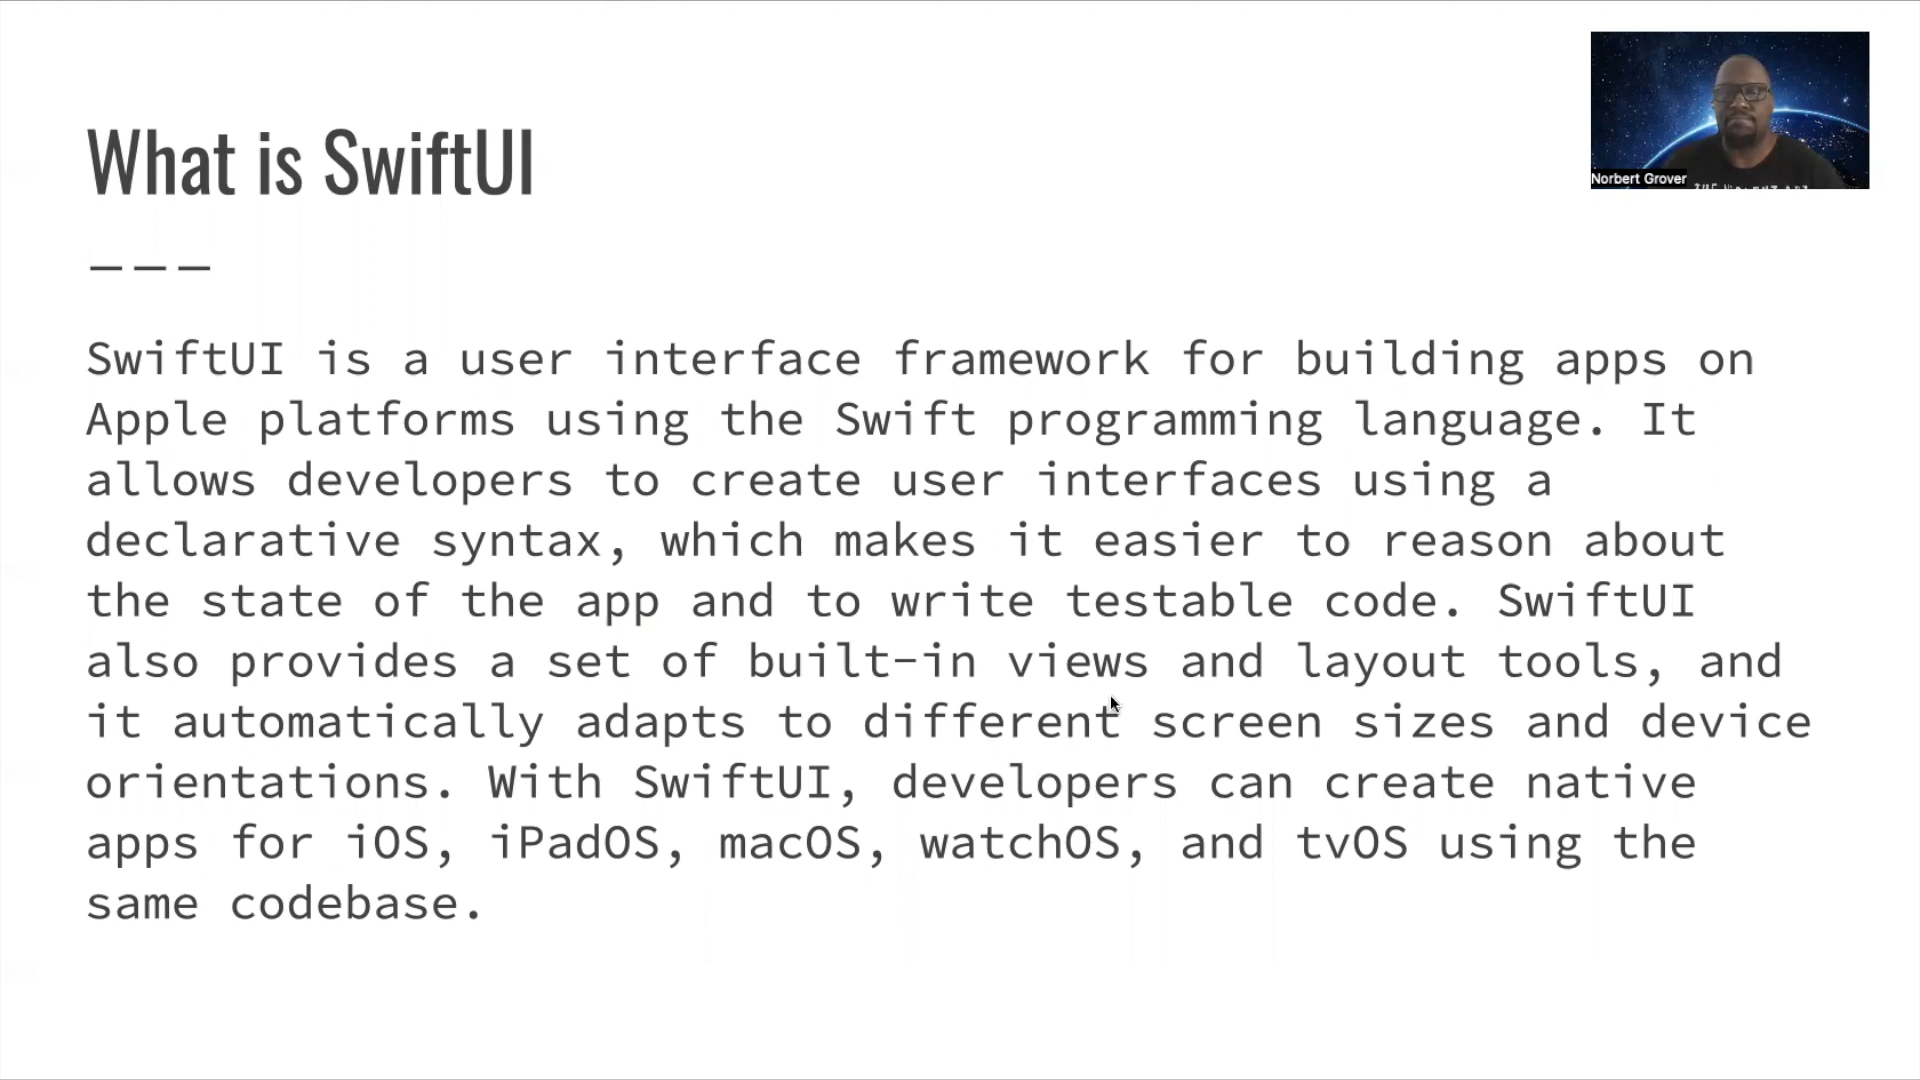 What is SwiftUI
Norbert Grover
SwiftUI is a user interface framework for building apps on
Apple platforms using the Swift programming language. It
allows developers to create user interfaces using a
declarative syntax, which makes it easier to reason about
the state of the app and to write testable code. SwiftUI
also provides a set of built-in views and layout tools, and
it automatically adapts to different screen sizes and device
orientations. With SwiftUI, developers can create native
apps for iOS, iPadOS, macOS, watchOS, and tvOS using the
same codebase.